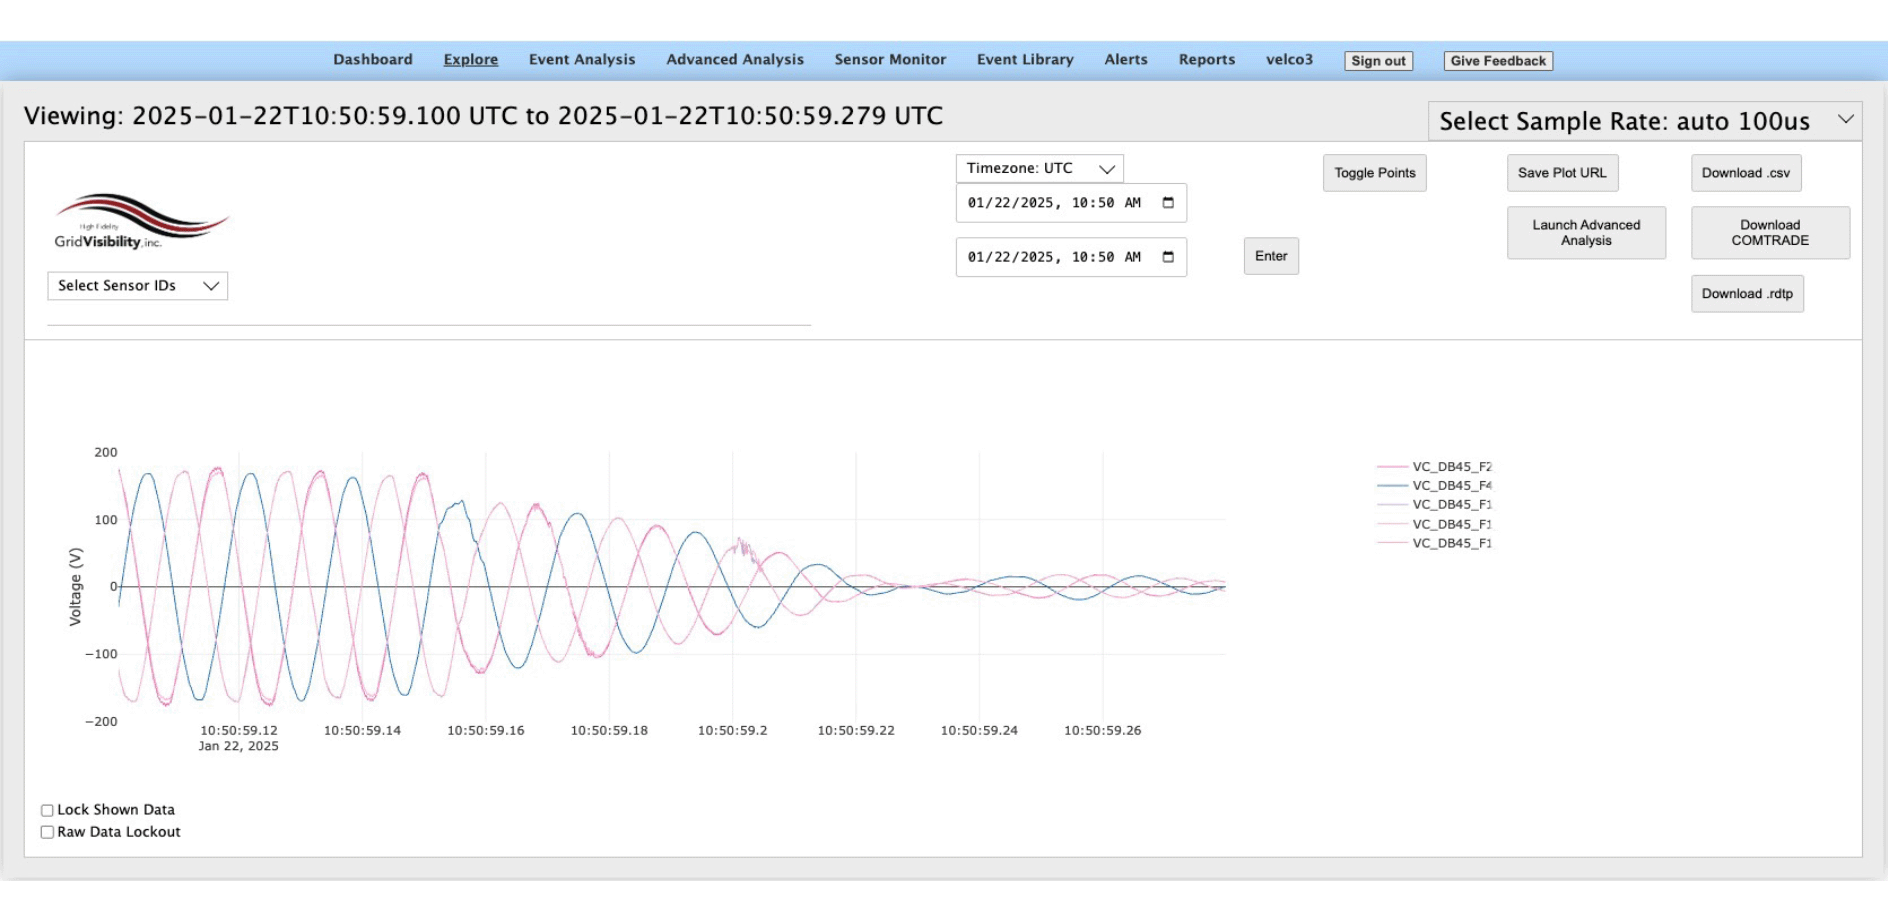 Dashboard Explore Event Analysis Advanced Analysis Sensor Monitor Event Library Alerts Reports velco3 Sign out Give Feedback
Viewing: 2025-01-22T10:50:59.100 UTC to 2025-01-22T10:50:59.279 UTC
Select Sample Rate: auto 100us
Timezone: UTC
01/22/2025, 10:50 AM
01/22/2025, 10:50 AM
Enter
Toggle Points
Save Plot URL
Launch Advanced
Analysis
Download .csv
Download
COMTRADE
Download .rdtp
High Fidelity
GridVisibility, inc.
Select Sensor IDs
Voltage (V)
200
100
0
−100
−200
10:50:59.12 10:50:59.14 10:50:59.16 10:50:59.18 10:50:59.2 10:50:59.22 10:50:59.24 10:50:59.26
Jan 22, 2025
VC_DB45_F2
VC_DB45_F4
VC_DB45_F1
VC_DB45_F1
VC_DB45_F1
Lock Shown Data
Raw Data Lockout